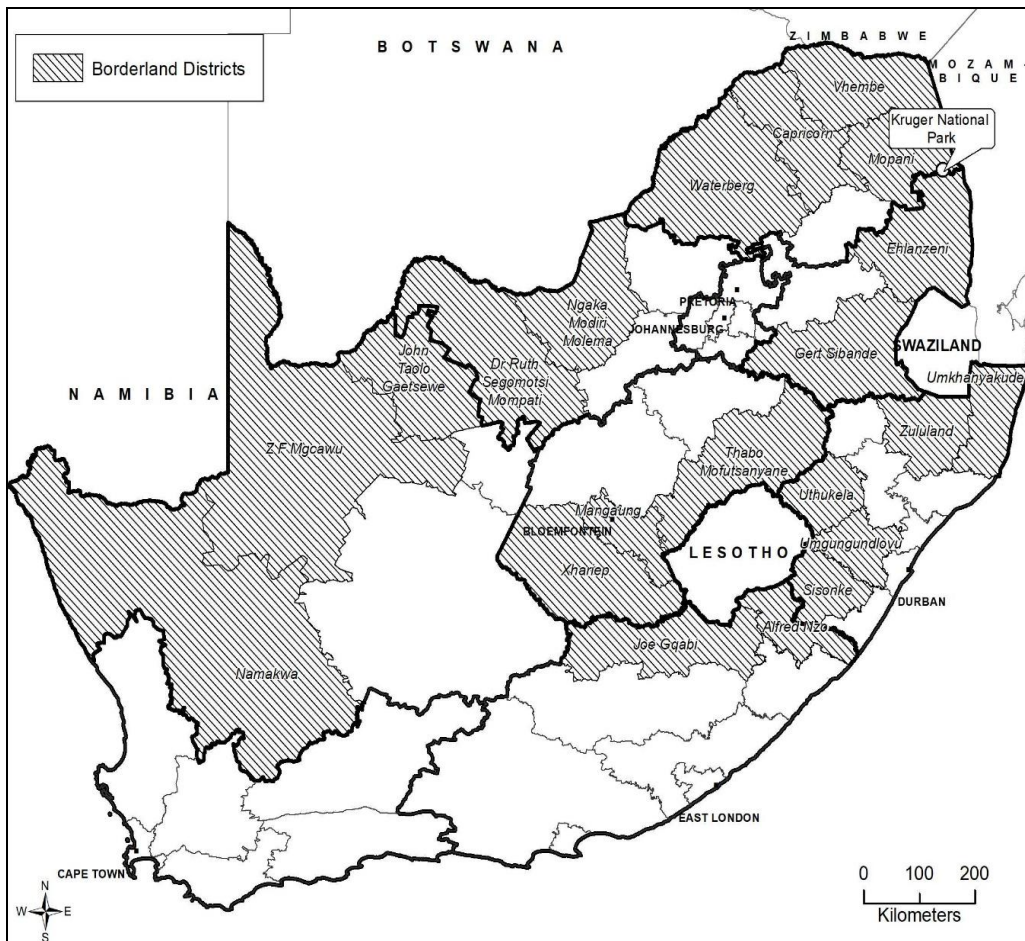 BOTSWANA
ZIMBABWE
MOZAM-
BIQUE
Borderland Districts
Vhembe
Kruger National
Park
Capricorn
Mopani
Waterberg
Ehlanzeni
Ngaka
Modiri
Molema
PRETORIA
JOHANNESBURG
John
Taolo
Gaetsewe
Dr Ruth
Segomotsi
Mompati
Gert Sibande
SWAZILAND
Umkhanyakude
NAMIBIA
Z F Mgcawu
Zululand
Thabo
Mofutsanyane
Uthukela
Mangaung
BLOEMFONTEIN
Umgungundlovu
LESOTHO
Xhariep
Sisonke
DURBAN
Alfred Nzo
Joe Gqabi
Namakwa
EAST LONDON
CAPE TOWN
N
W E
S
0 100 200
Kilometers